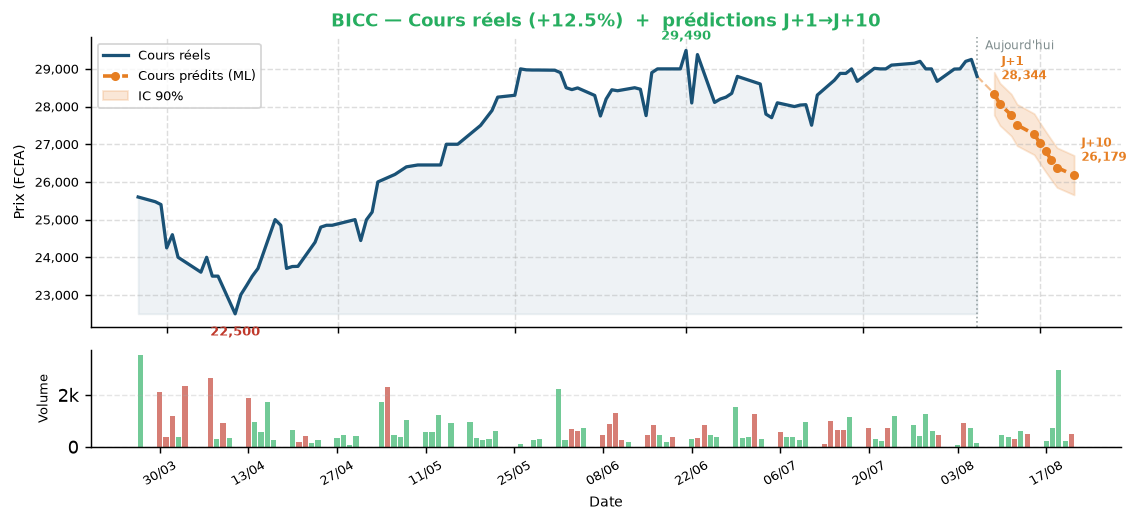 BICC — Cours réels (+12.5%)  +  prédictions J+1→J+10
29,490
Aujourd'hui
Cours réels
Cours prédits (ML)
IC 90%
J+1
28,344
J+10
26,179
22,500
Prix (FCFA)
29,000
28,000
27,000
26,000
25,000
24,000
23,000
Volume
2k
0
30/03
13/04
27/04
11/05
25/05
08/06
22/06
06/07
20/07
03/08
17/08
Date